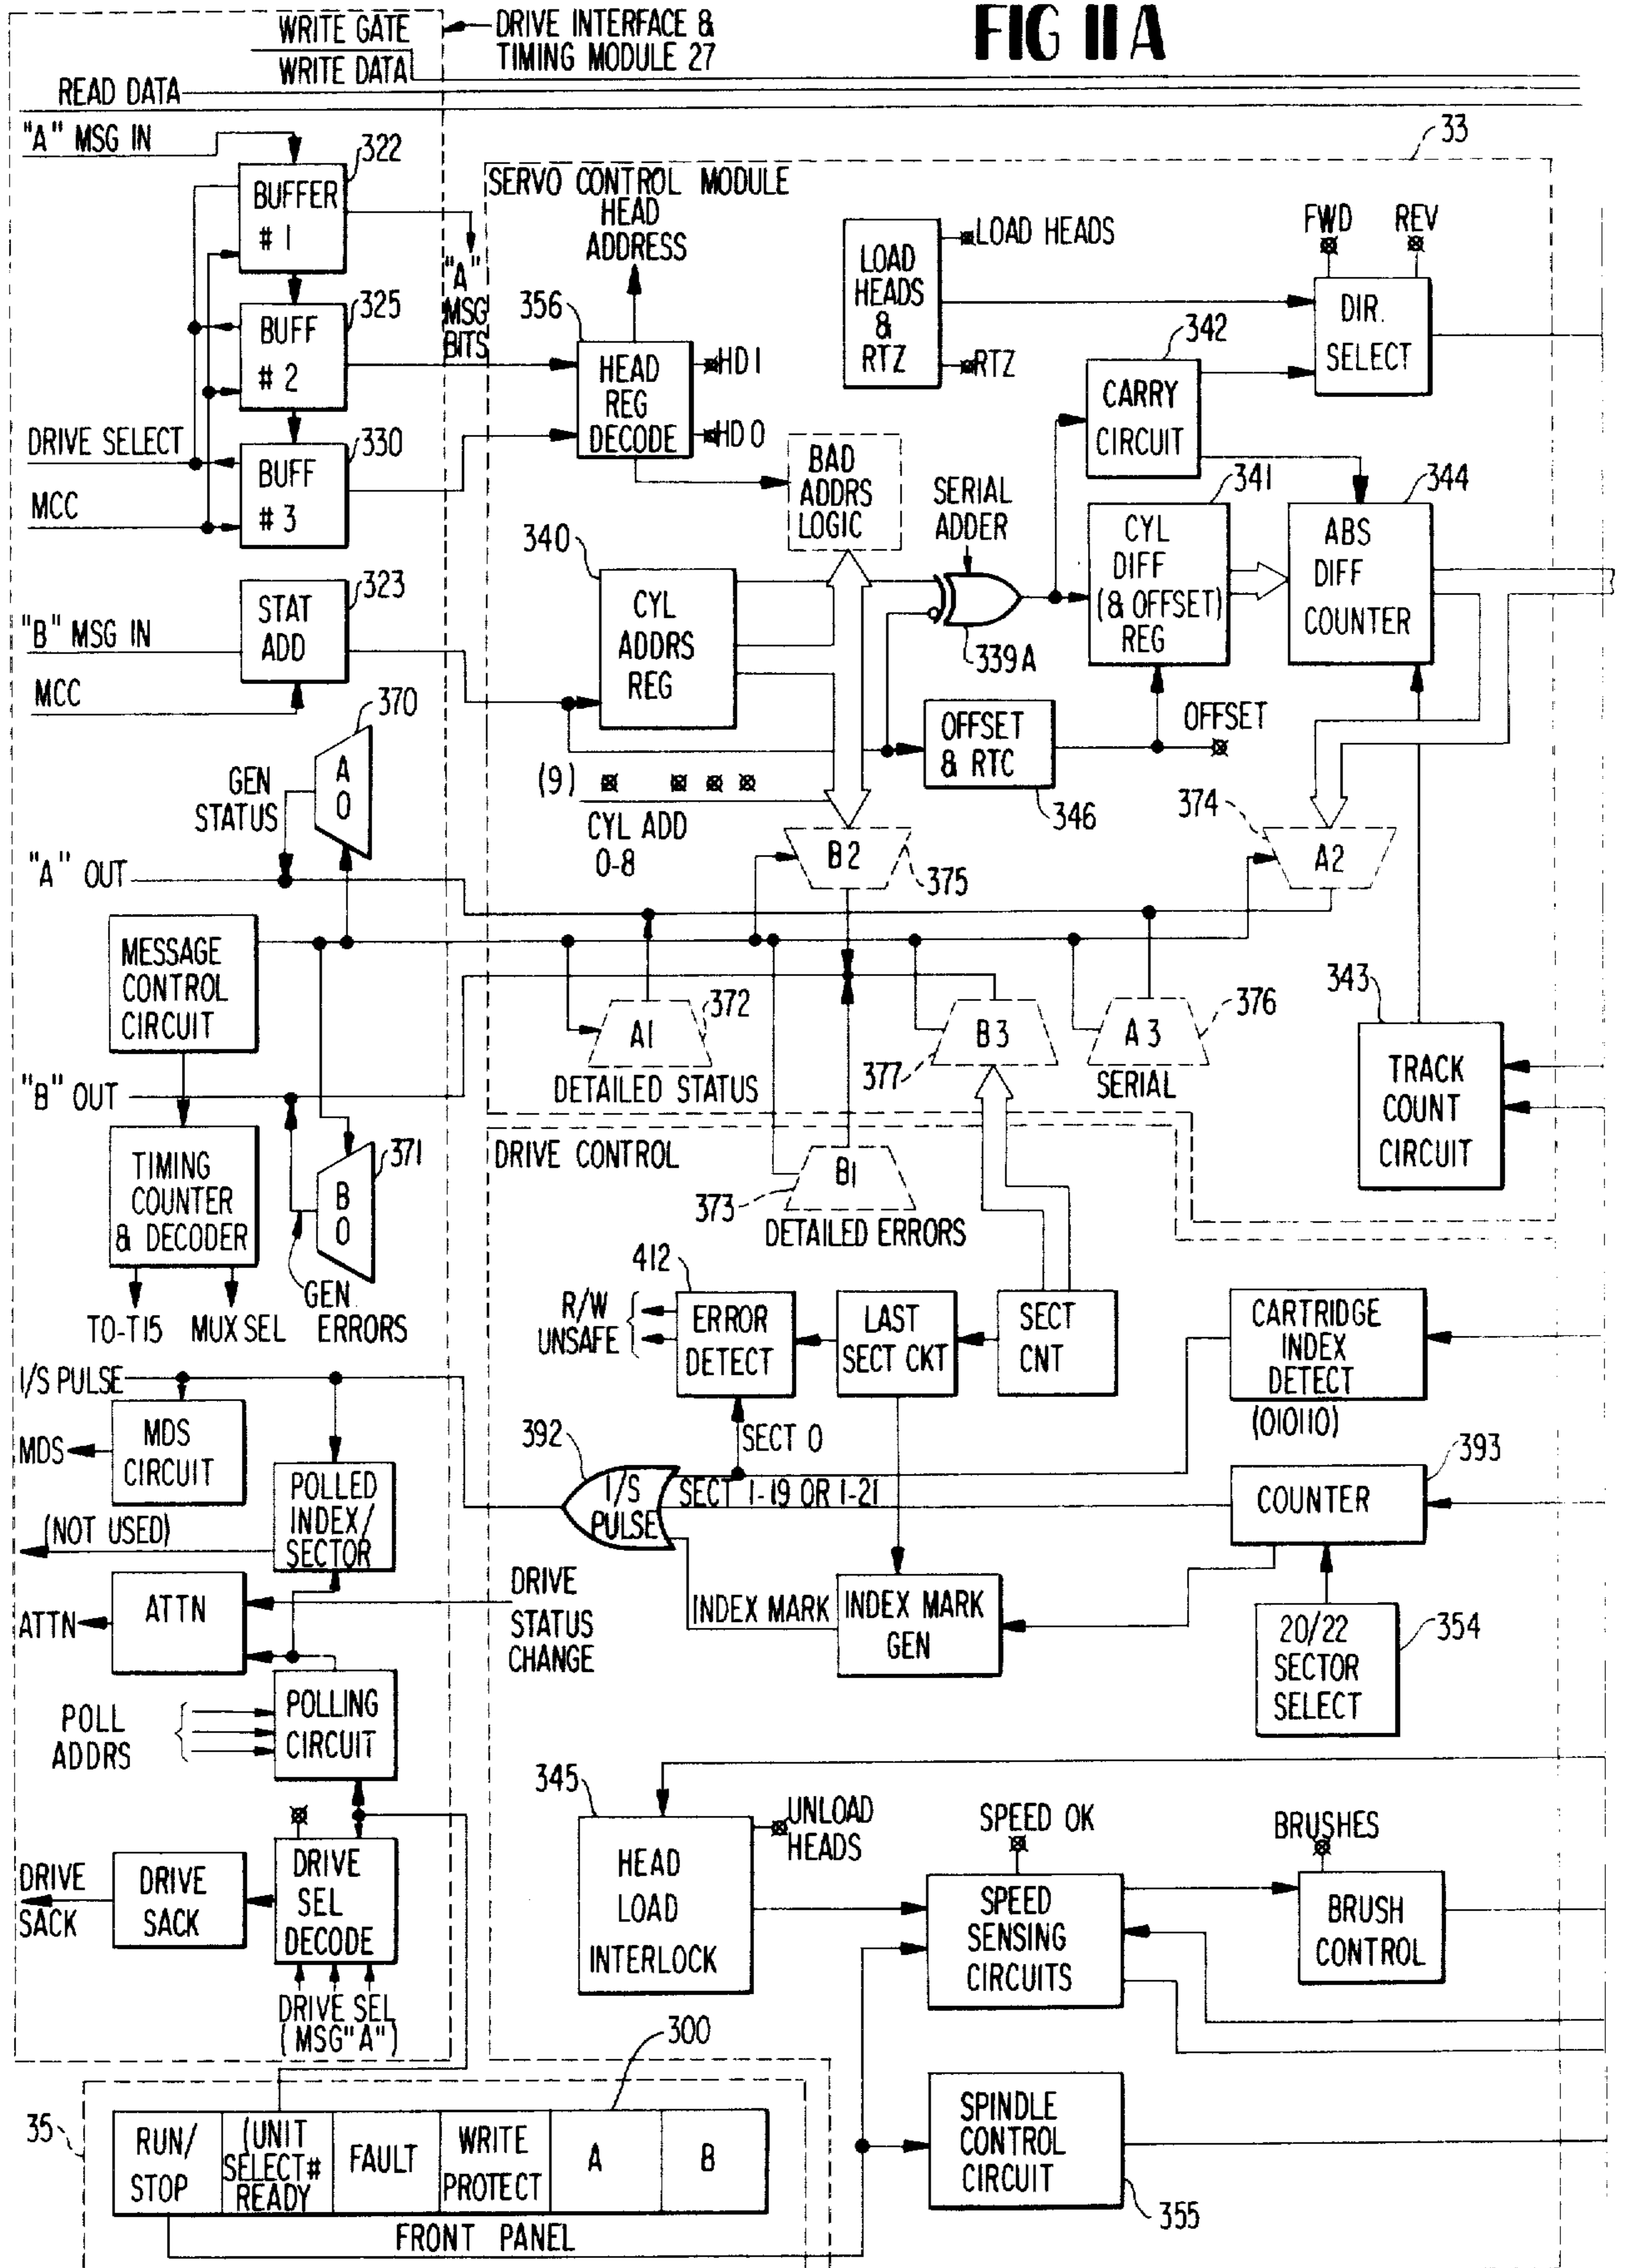 FIG 11A
WRITE GATE
DRIVE INTERFACE &
TIMING MODULE 27
WRITE DATA
READ DATA
"A" MSG IN
322
BUFFER
# 1
"A"
MSG
BITS
325
BUFF
# 2
330
BUFF
# 3
DRIVE SELECT
MCC
323
STAT
ADD
"B" MSG IN
MCC
370
A
0
GEN
STATUS
"A" OUT
MESSAGE
CONTROL
CIRCUIT
"B" OUT
TIMING
COUNTER
& DECODER
371
B
0
GEN
ERRORS
T0-T15
MUX SEL
I/S PULSE
MDS
MDS
CIRCUIT
POLLED
INDEX/
SECTOR
(NOT USED)
ATTN
ATTN
DRIVE
STATUS
CHANGE
POLL
ADDRS
POLLING
CIRCUIT
DRIVE
SACK
DRIVE
SACK
DRIVE
SEL
DECODE
DRIVE SEL
(MSG"A")
33
SERVO CONTROL MODULE
HEAD
ADDRESS
356
HEAD
REG
DECODE
HD1
HD0
LOAD
HEADS
&
RTZ
LOAD HEADS
RTZ
FWD
REV
DIR.
SELECT
342
CARRY
CIRCUIT
BAD
ADDRS
LOGIC
SERIAL
ADDER
339A
340
CYL
ADDRS
REG
341
CYL
DIFF
(& OFFSET)
REG
344
ABS
DIFF
COUNTER
OFFSET
& RTC
346
OFFSET
(9)
CYL ADD
0-8
B2
375
374
A2
A1
372
DETAILED STATUS
B3
377
A3
376
SERIAL
343
TRACK
COUNT
CIRCUIT
DRIVE CONTROL
B1
373
DETAILED ERRORS
412
R/W
UNSAFE
ERROR
DETECT
LAST
SECT CKT
SECT
CNT
CARTRIDGE
INDEX
DETECT
(010110)
SECT 0
392
I/S
PULSE
SECT 1-19 OR 1-21
393
COUNTER
INDEX MARK
INDEX MARK
GEN
354
20/22
SECTOR
SELECT
345
HEAD
LOAD
INTERLOCK
UNLOAD
HEADS
SPEED OK
SPEED
SENSING
CIRCUITS
BRUSHES
BRUSH
CONTROL
300
35
RUN/
STOP
(UNIT
SELECT#
READY
FAULT
WRITE
PROTECT
A
B
FRONT PANEL
SPINDLE
CONTROL
CIRCUIT
355